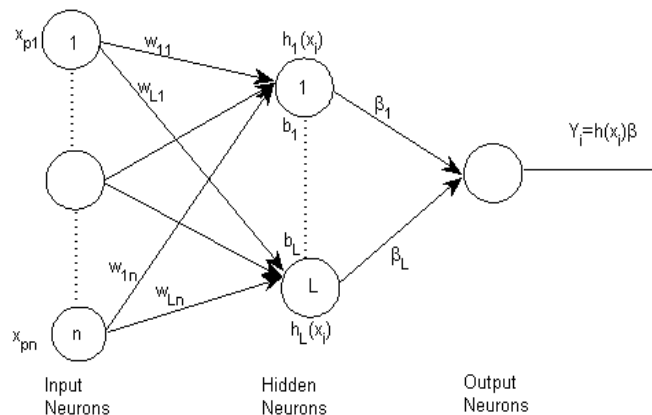 x_p1
1
w_11
h_1(x_i)
w_L1
1
β_1
b_1
Y_i=h(x_i)β
b_L
w_1n
β_L
w_Ln
L
x_pn
n
h_L(x_i)
Input
Neurons
Hidden
Neurons
Output
Neurons